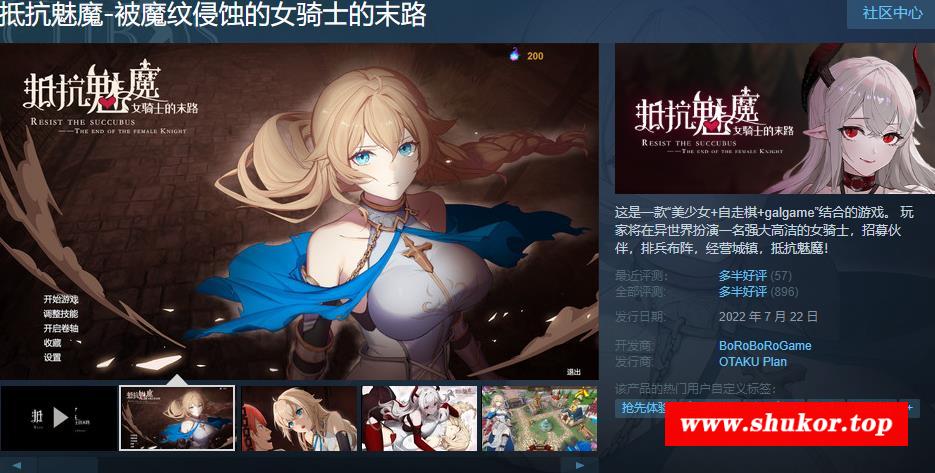 抵抗魅魔-被魔纹侵蚀的女骑士的末路
社区中心
200
抵抗魅魔
女骑士的末路
RESIST THE SUCCUBUS
——THE END OF THE FEMALE KNIGHT
开始游戏
调整技能
开启卷轴
收藏
设置
退出
抵抗魅魔
女骑士的末路
RESIST THE SUCCUBUS
——THE END OF THE FEMALE KNIGHT
这是一款“美少女+自走棋+galgame”结合的游戏。 玩
家将在异世界扮演一名强大高洁的女骑士，招募伙
伴，排兵布阵，经营城镇，抵抗魅魔！
最近评测： 多半好评 (57)
全部评测： 多半好评 (896)
发行日期： 2022 年 7 月 22 日
开发商： BoRoBoRoGame
发行商： OTAKU Plan
该产品的热门用户自定义标签：
抢先体验 +
www.shukor.top